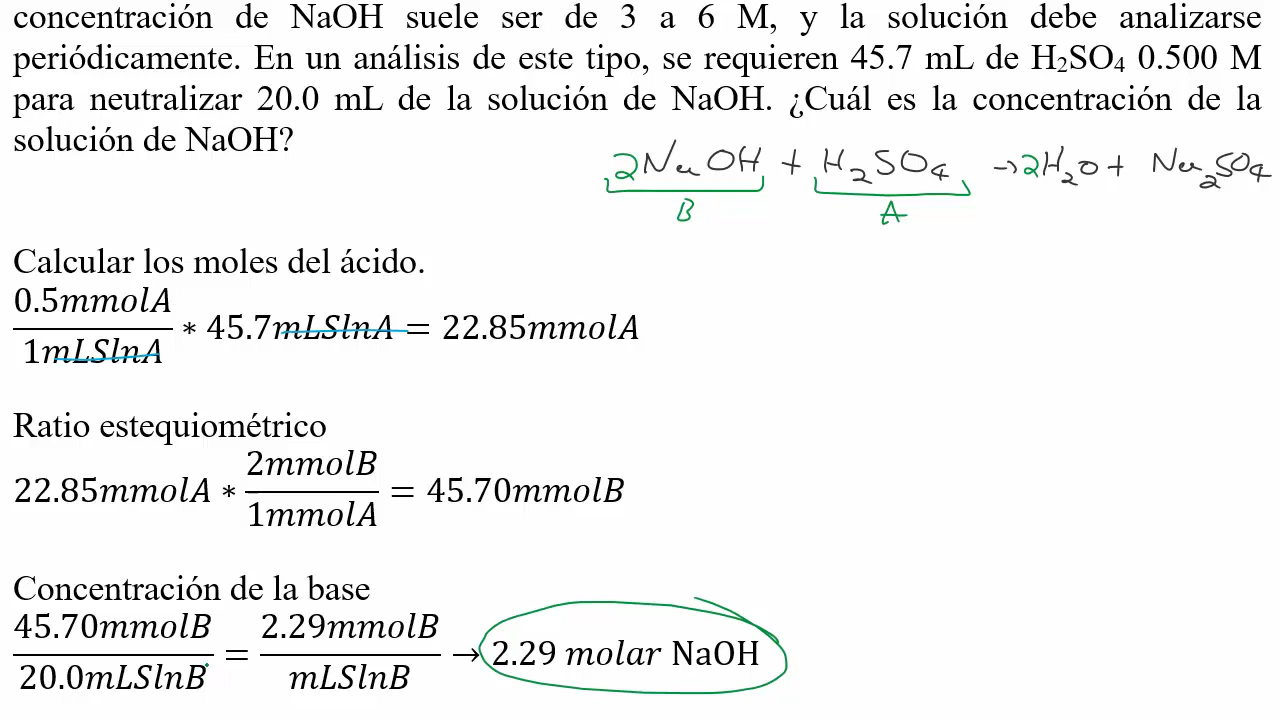 concentración de NaOH suele ser de 3 a 6 M, y la solución debe analizarse
periódicamente. En un análisis de este tipo, se requieren 45.7 mL de H₂SO₄ 0.500 M
para neutralizar 20.0 mL de la solución de NaOH. ¿Cuál es la concentración de la
solución de NaOH?
2NaOH + H₂SO₄ → 2H₂O + Na₂SO₄
B A
Calcular los moles del ácido.
0.5mmolA
* 45.7mLSlnA = 22.85mmolA
1mLSlnA
Ratio estequiométrico
2mmolB
22.85mmolA * = 45.70mmolB
1mmolA
Concentración de la base
45.70mmolB 2.29mmolB
= → 2.29 molar NaOH
20.0mLSlnB mLSlnB